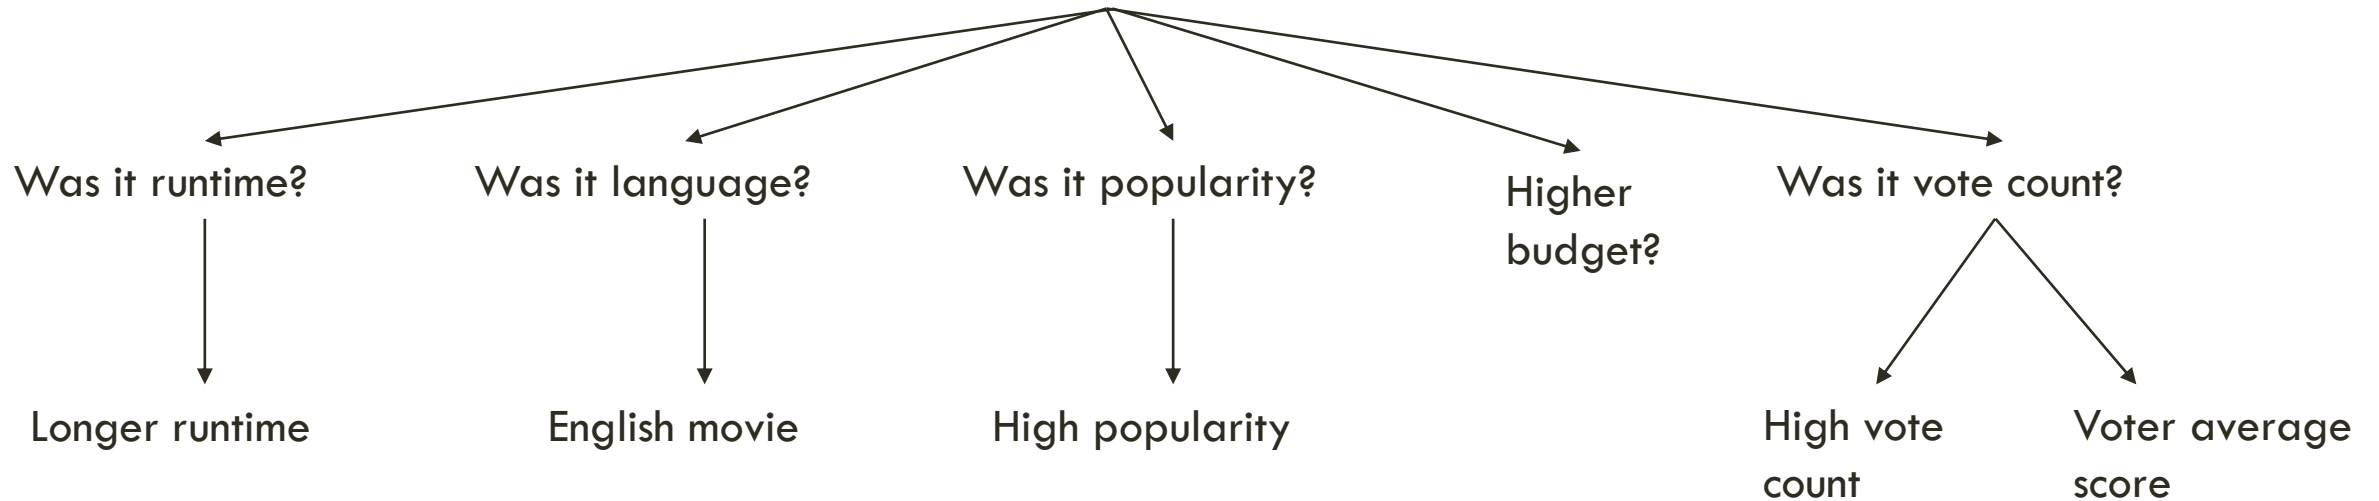 Was it runtime?
Was it language?
Was it popularity?
Higher
budget?
Was it vote count?
Longer runtime
English movie
High popularity
High vote
count
Voter average
score